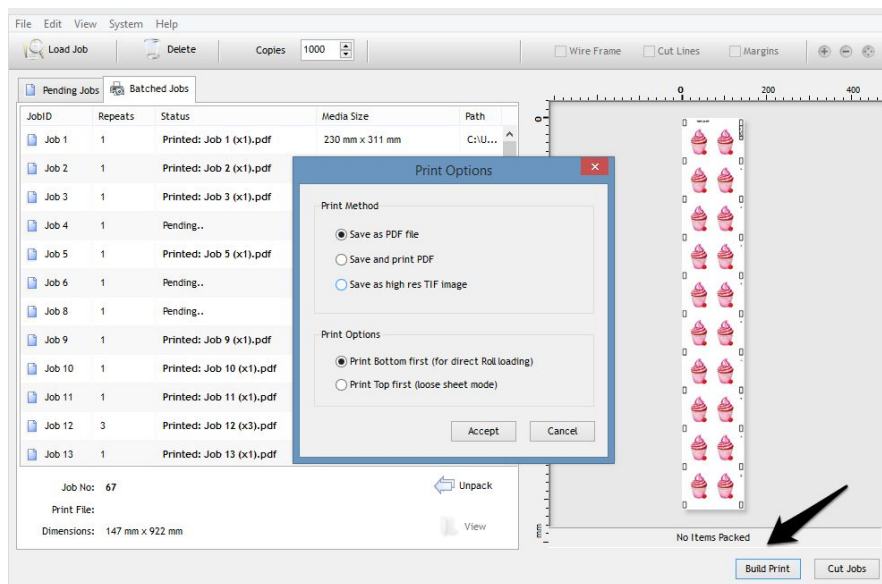 File Edit View System Help
Load Job Delete Copies 1000 Wire Frame Cut Lines Margins
Pending Jobs Batched Jobs
JobID Repeats Status Media Size Path
Job 1 1 Printed: Job 1 (x1).pdf 230 mm x 311 mm C:\U...
Job 2 1 Printed: Job 2 (x1).pdf
Job 3 1 Printed: Job 3 (x1).pdf
Job 4 1 Pending..
Job 5 1 Printed: Job 5 (x1).pdf
Job 6 1 Pending..
Job 8 1 Pending..
Job 9 1 Printed: Job 9 (x1).pdf
Job 10 1 Printed: Job 10 (x1).pdf
Job 11 1 Printed: Job 11 (x1).pdf
Job 12 3 Printed: Job 12 (x3).pdf
Job 13 1 Printed: Job 13 (x1).pdf
Job No: 67
Print File:
Dimensions: 147 mm x 922 mm
Unpack
View
Print Options
Print Method
Save as PDF file
Save and print PDF
Save as high res TIF image
Print Options
Print Bottom first (for direct Roll loading)
Print Top first (loose sheet mode)
Accept Cancel
0 200 400
0
mm
No Items Packed
Build Print Cut Jobs